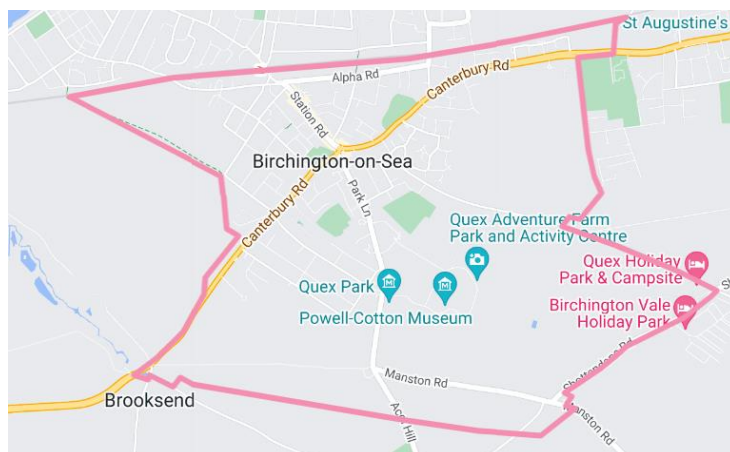 St Augustine's
Alpha Rd
Canterbury Rd
Station Rd
Birchington-on-Sea
Canterbury Rd
Park Ln
Quex Adventure Farm
Park and Activity Centre
Quex Holiday
Park & Campsite
Quex Park
Powell-Cotton Museum
Birchington Vale
Holiday Park
Manston Rd
Brooksend
Manston Rd